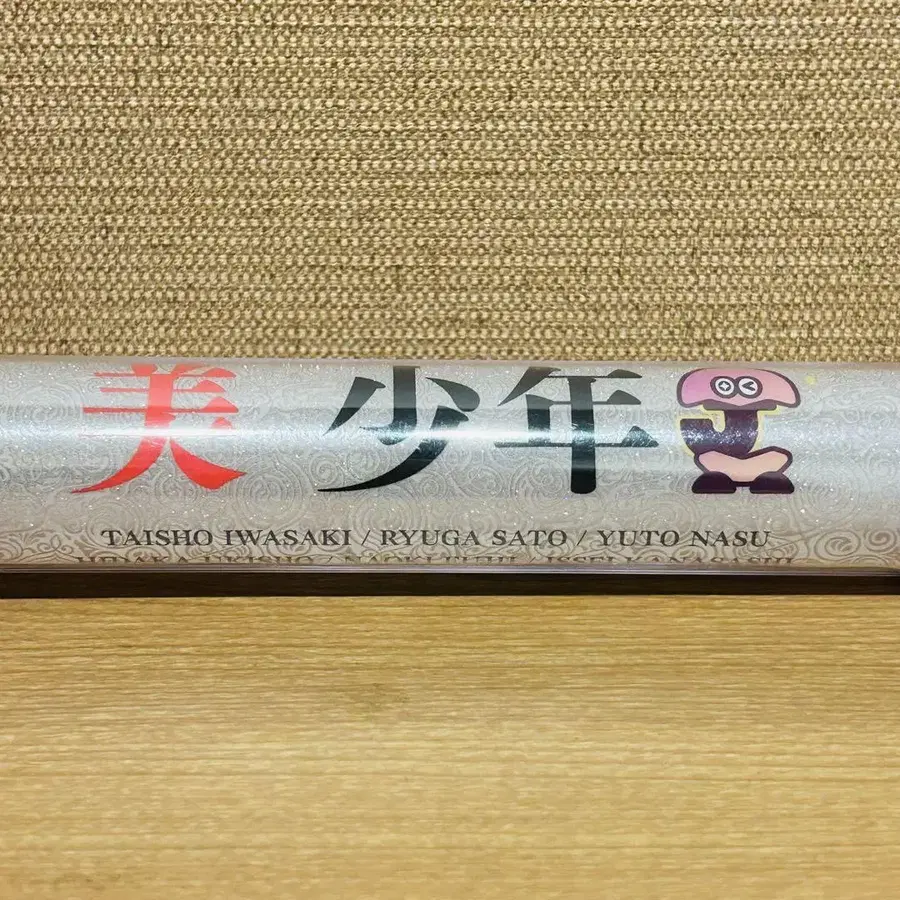 美 少年
TAISHO IWASAKI / RYUGA SATO / YUTO NASU